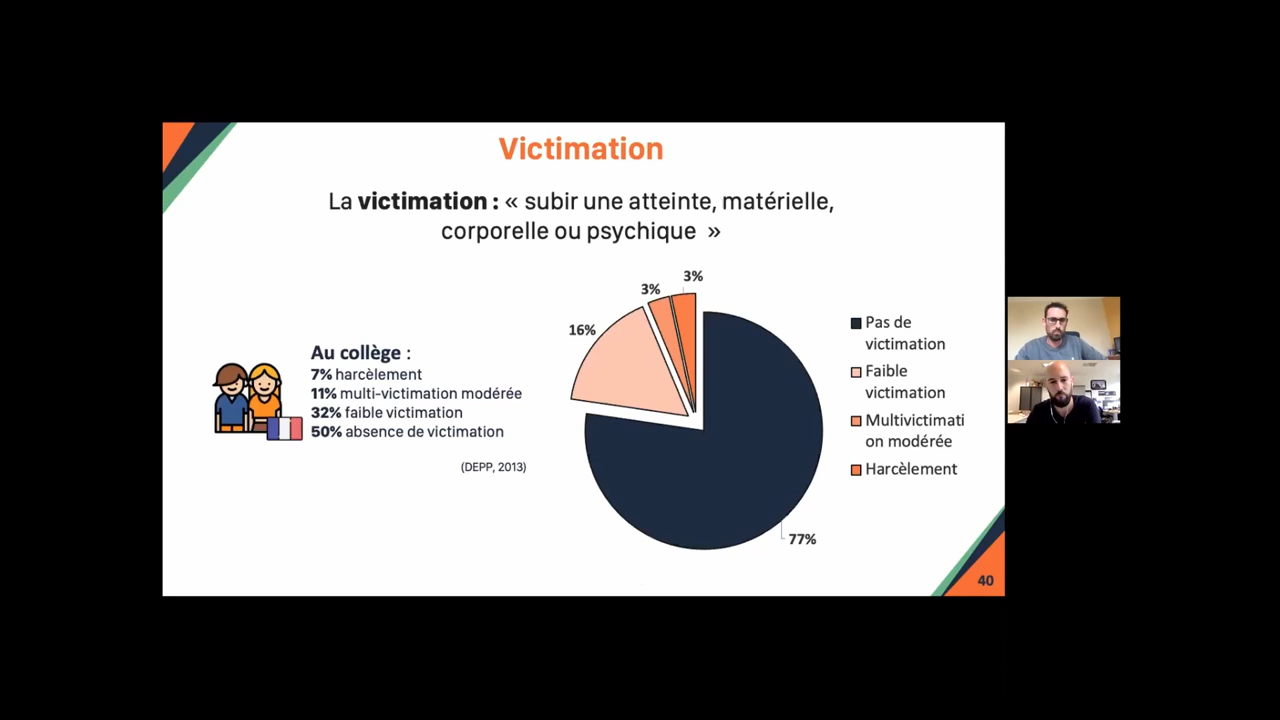 Victimation
La victimation : « subir une atteinte, matérielle,
corporelle ou psychique »
Au collège :
7% harcèlement
11% multi-victimation modérée
32% faible victimation
50% absence de victimation
(DEPP, 2013)
3%
3%
16%
77%
Pas de
victimation
Faible
victimation
Multivictimati
on modérée
Harcèlement
40